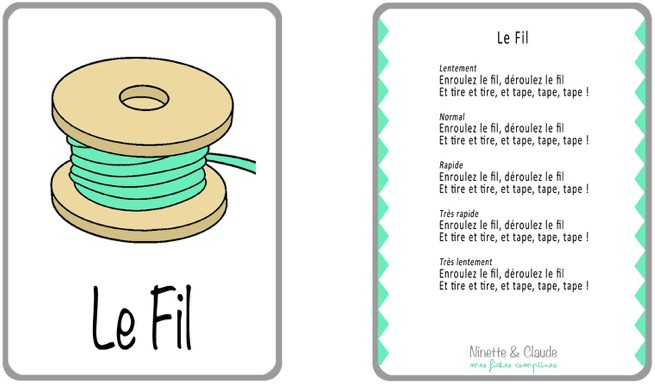 Le Fil
Le Fil
Lentement
Enroulez le fil, déroulez le fil
Et tire et tire, et tape, tape, tape !
Normal
Enroulez le fil, déroulez le fil
Et tire et tire, et tape, tape, tape !
Rapide
Enroulez le fil, déroulez le fil
Et tire et tire, et tape, tape, tape !
Très rapide
Enroulez le fil, déroulez le fil
Et tire et tire, et tape, tape, tape !
Très lentement
Enroulez le fil, déroulez le fil
Et tire et tire, et tape, tape, tape !
Ninette & Claude
mes fiches comptines